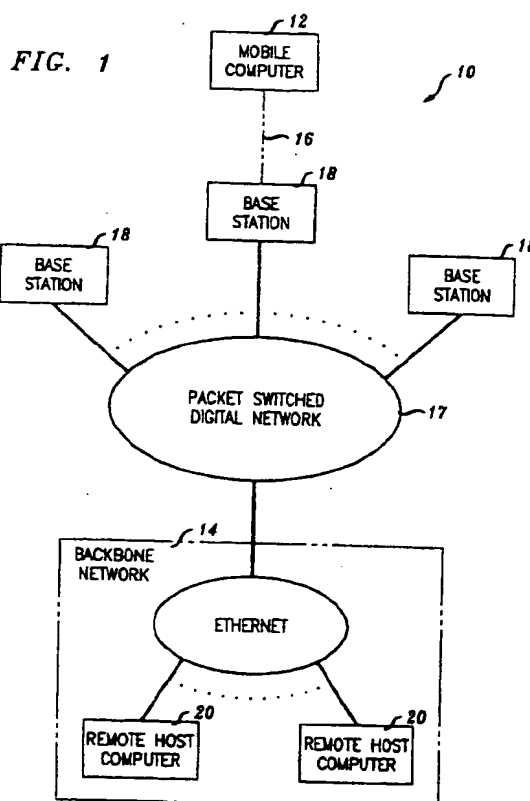 FIG. 1
12
MOBILE
COMPUTER
10
16
18
BASE
STATION
18
BASE
STATION
18
BASE
STATION
PACKET SWITCHED
DIGITAL NETWORK
17
14
BACKBONE
NETWORK
ETHERNET
20
REMOTE HOST
COMPUTER
20
REMOTE HOST
COMPUTER